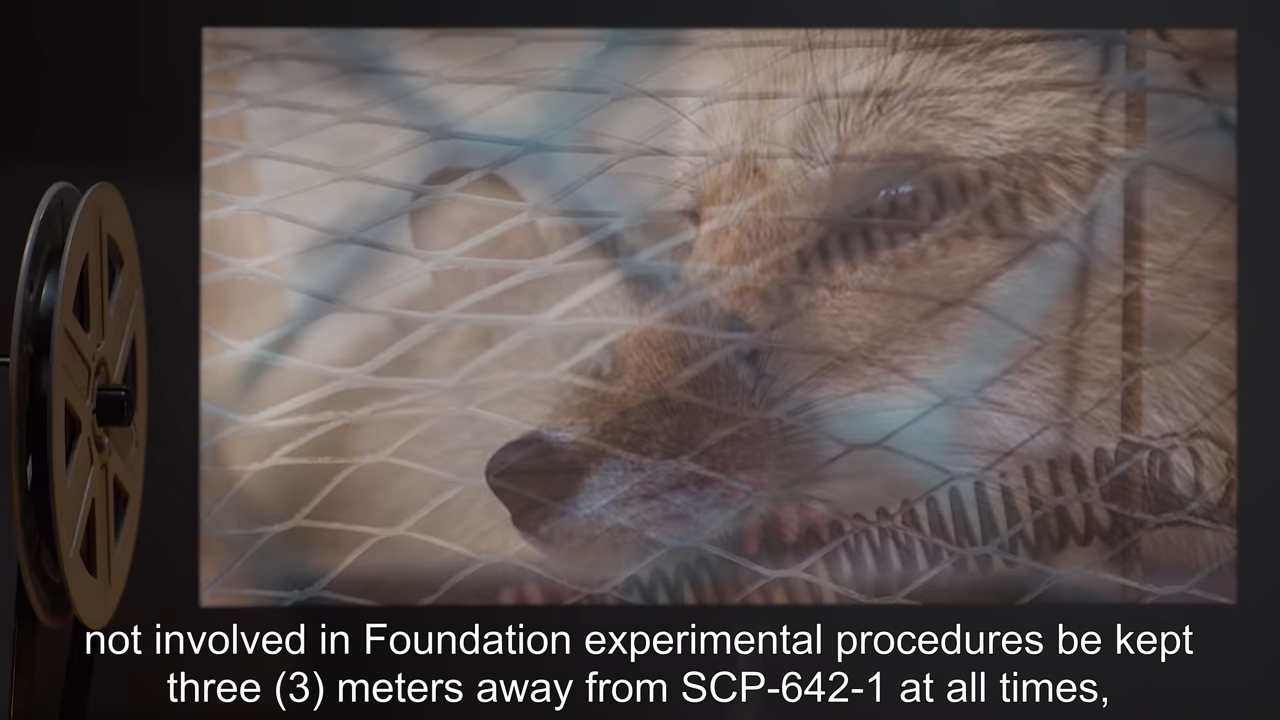 not involved in Foundation experimental procedures be kept
three (3) meters away from SCP-642-1 at all times,